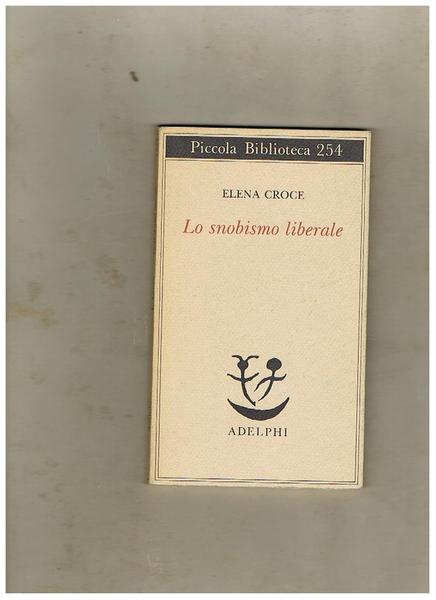 Piccola Biblioteca 254
ELENA CROCE
Lo snobismo liberale
ADELPHI